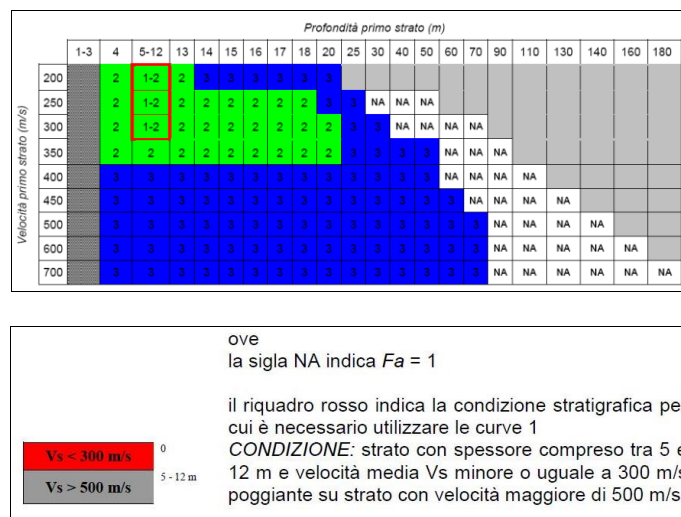 Profondità primo strato (m)
1-3 4 5-12 13 14 15 16 17 18 20 25 30 40 50 60 70 90 110 130 140 160 180
Velocità primo strato (m/s)
200 2 1-2 2 3 3 3 3 3 3
250 2 1-2 2 2 2 2 2 2 3 3 NA NA NA
300 2 1-2 2 2 2 2 2 2 2 3 3 NA NA NA NA
350 2 2 2 2 2 2 2 2 2 3 3 3 3 NA NA NA
400 3 3 3 3 3 3 3 3 3 3 3 3 3 NA NA NA NA
450 3 3 3 3 3 3 3 3 3 3 3 3 3 3 NA NA NA NA
500 3 3 3 3 3 3 3 3 3 3 3 3 3 3 3 NA NA NA NA
600 3 3 3 3 3 3 3 3 3 3 3 3 3 3 3 NA NA NA NA NA
700 3 3 3 3 3 3 3 3 3 3 3 3 3 3 3 NA NA NA NA NA NA
ove
la sigla NA indica Fa = 1
il riquadro rosso indica la condizione stratigrafica pe
cui è necessario utilizzare le curve 1
CONDIZIONE: strato con spessore compreso tra 5 e
12 m e velocità media Vs minore o uguale a 300 m/s
poggiante su strato con velocità maggiore di 500 m/s
Vs < 300 m/s 0
Vs > 500 m/s 5 - 12 m